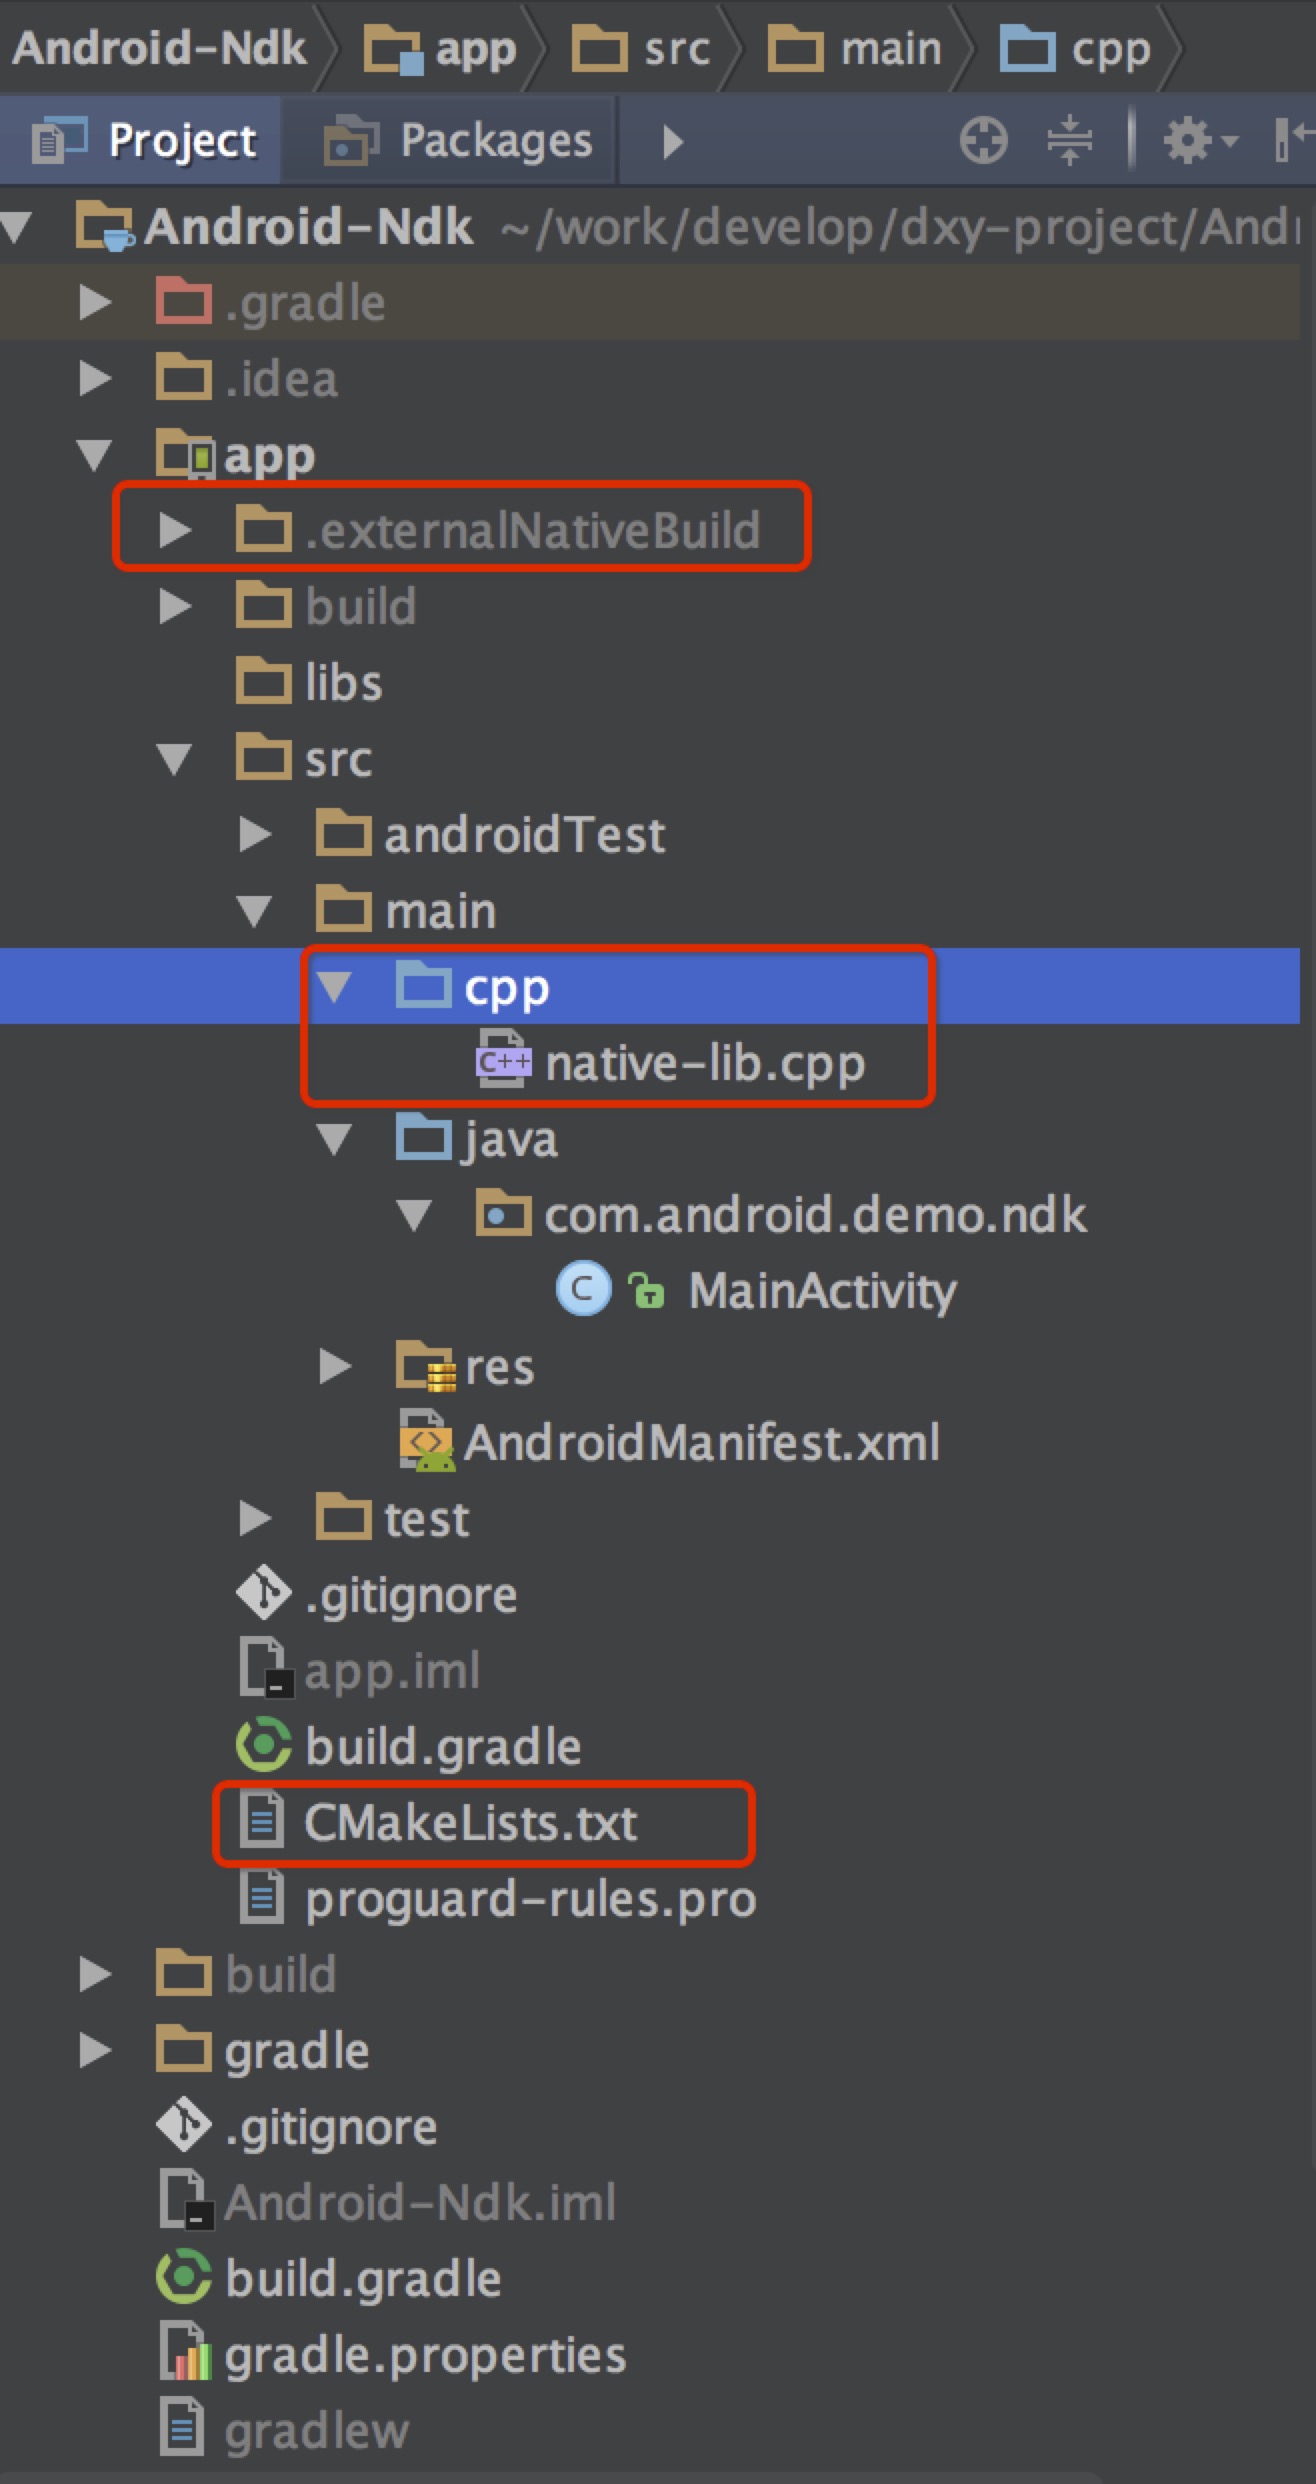 Android-Ndk app src main cpp
Project Packages
Android-Ndk ~/work/develop/dxy-project/And
.gradle
.idea
app
.externalNativeBuild
build
libs
src
androidTest
main
cpp
C++ native-lib.cpp
java
com.android.demo.ndk
C MainActivity
res
AndroidManifest.xml
test
.gitignore
app.iml
build.gradle
CMakeLists.txt
proguard-rules.pro
build
gradle
.gitignore
Android-Ndk.iml
build.gradle
gradle.properties
gradlew